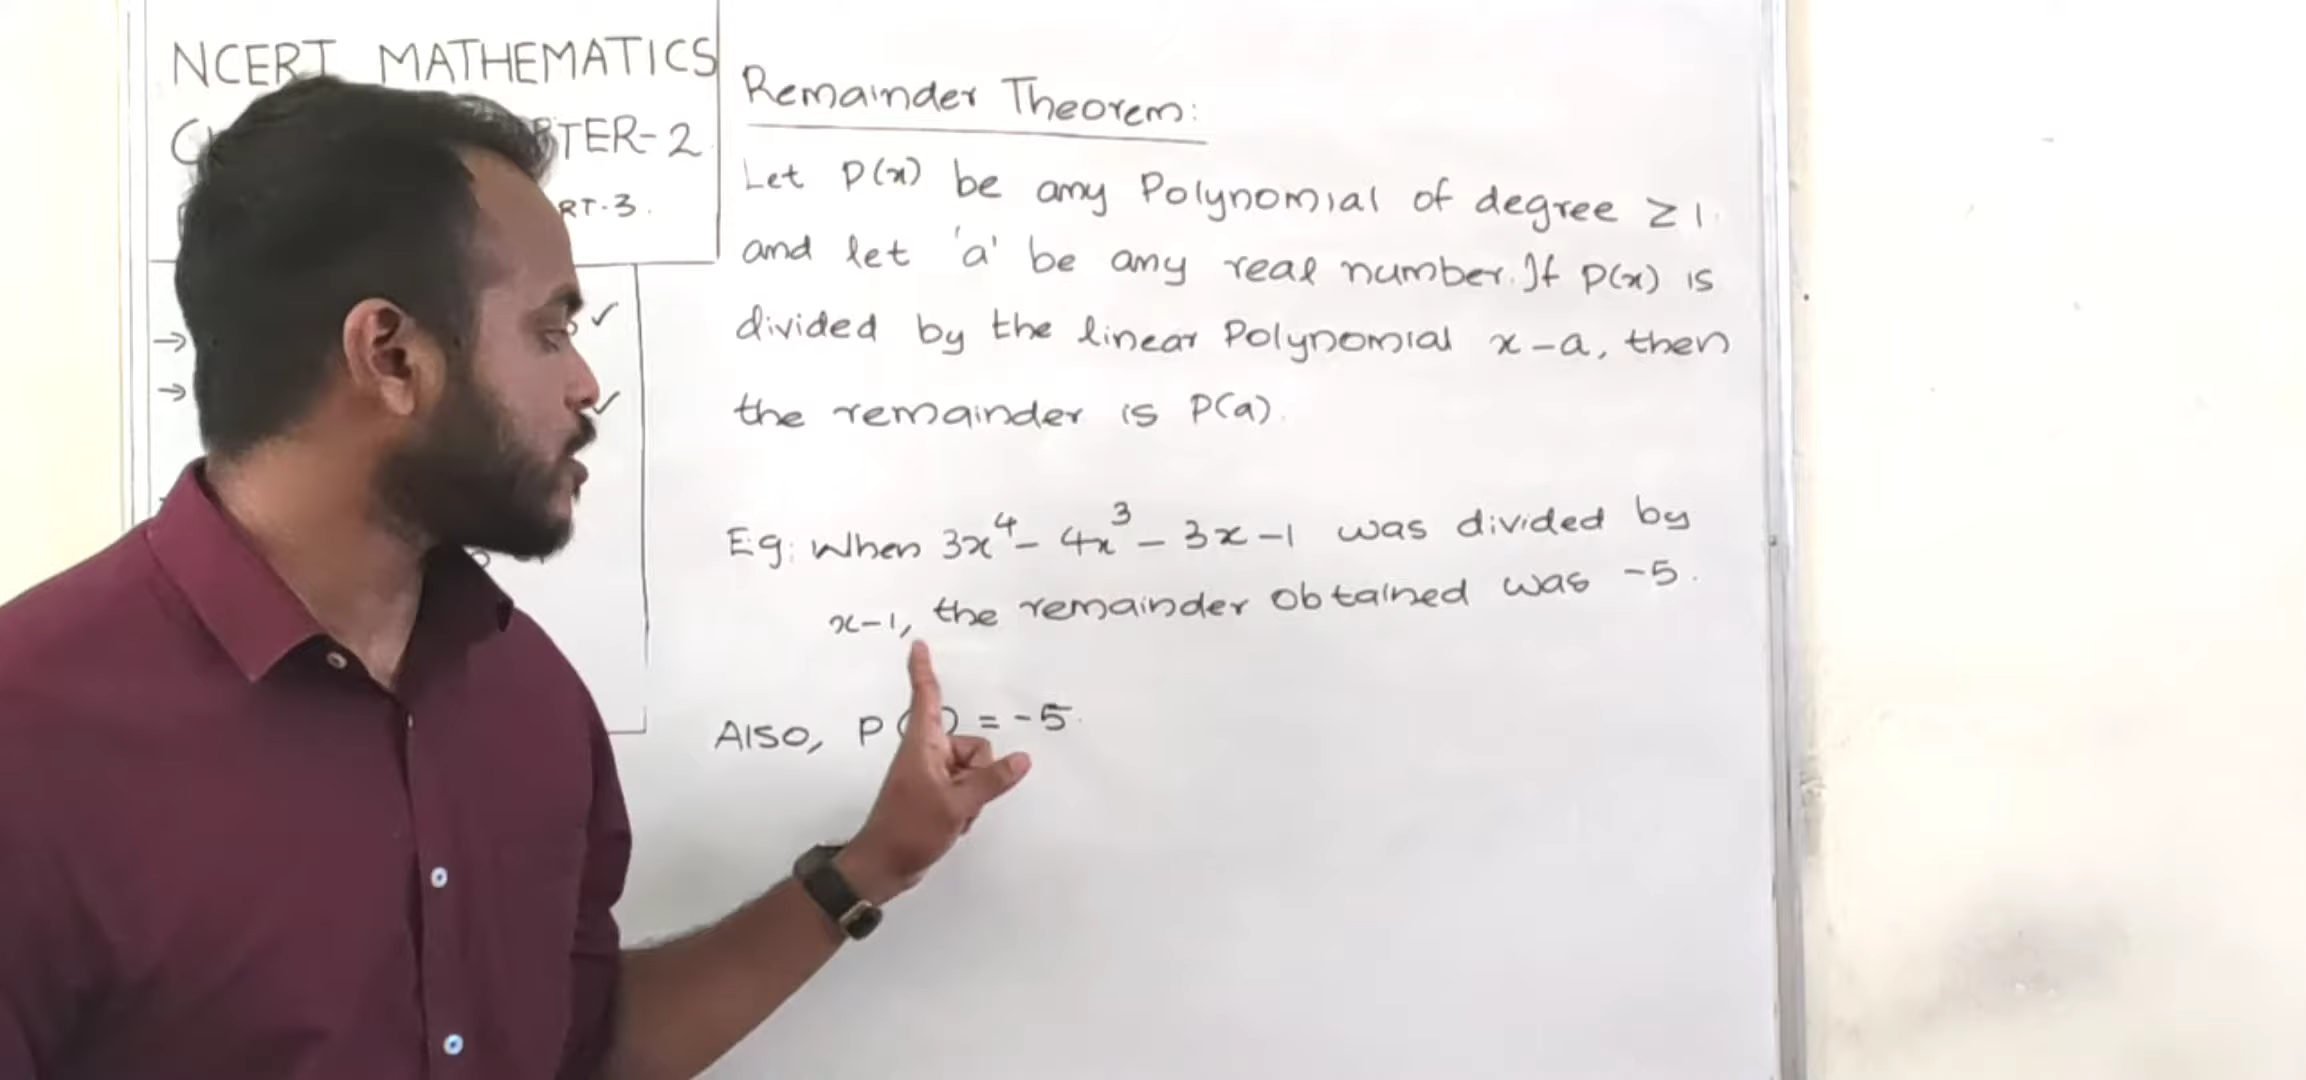 NCERT MATHEMATICS
TER-2
RT-3.
→ ✓
→ ✓
Remainder Theorem:
Let P(x) be any Polynomial of degree ≥ 1.
and let 'a' be any real number. If P(x) is
divided by the linear Polynomial x-a, then
the remainder is P(a).
Eg: When 3x⁴- 4x³- 3x-1 was divided by
x-1, the remainder obtained was -5.
Also, P( ) = -5.